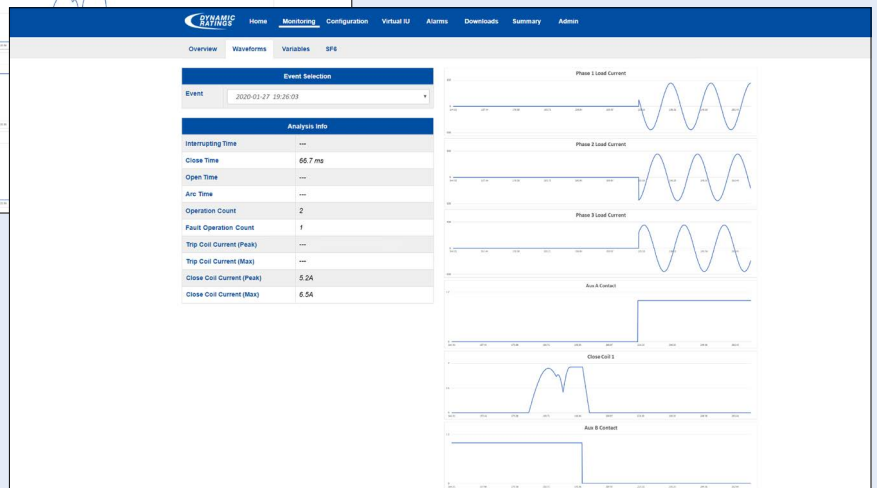 DYNAMIC RATINGS
Home Monitoring Configuration Virtual IU Alarms Downloads Summary Admin
Overview Waveforms Variables SF6
Event Selection
Event 2020-01-27 19:26:03
Analysis Info
Interrupting Time ---
Close Time 66.7 ms
Open Time ---
Arc Time ---
Operation Count 2
Fault Operation Count 1
Trip Coil Current (Peak) ---
Trip Coil Current (Max) ---
Close Coil Current (Peak) 5.2A
Close Coil Current (Max) 6.5A
Phase 1 Load Current
Phase 2 Load Current
Phase 3 Load Current
Aux A Contact
Close Coil 1
Aux B Contact